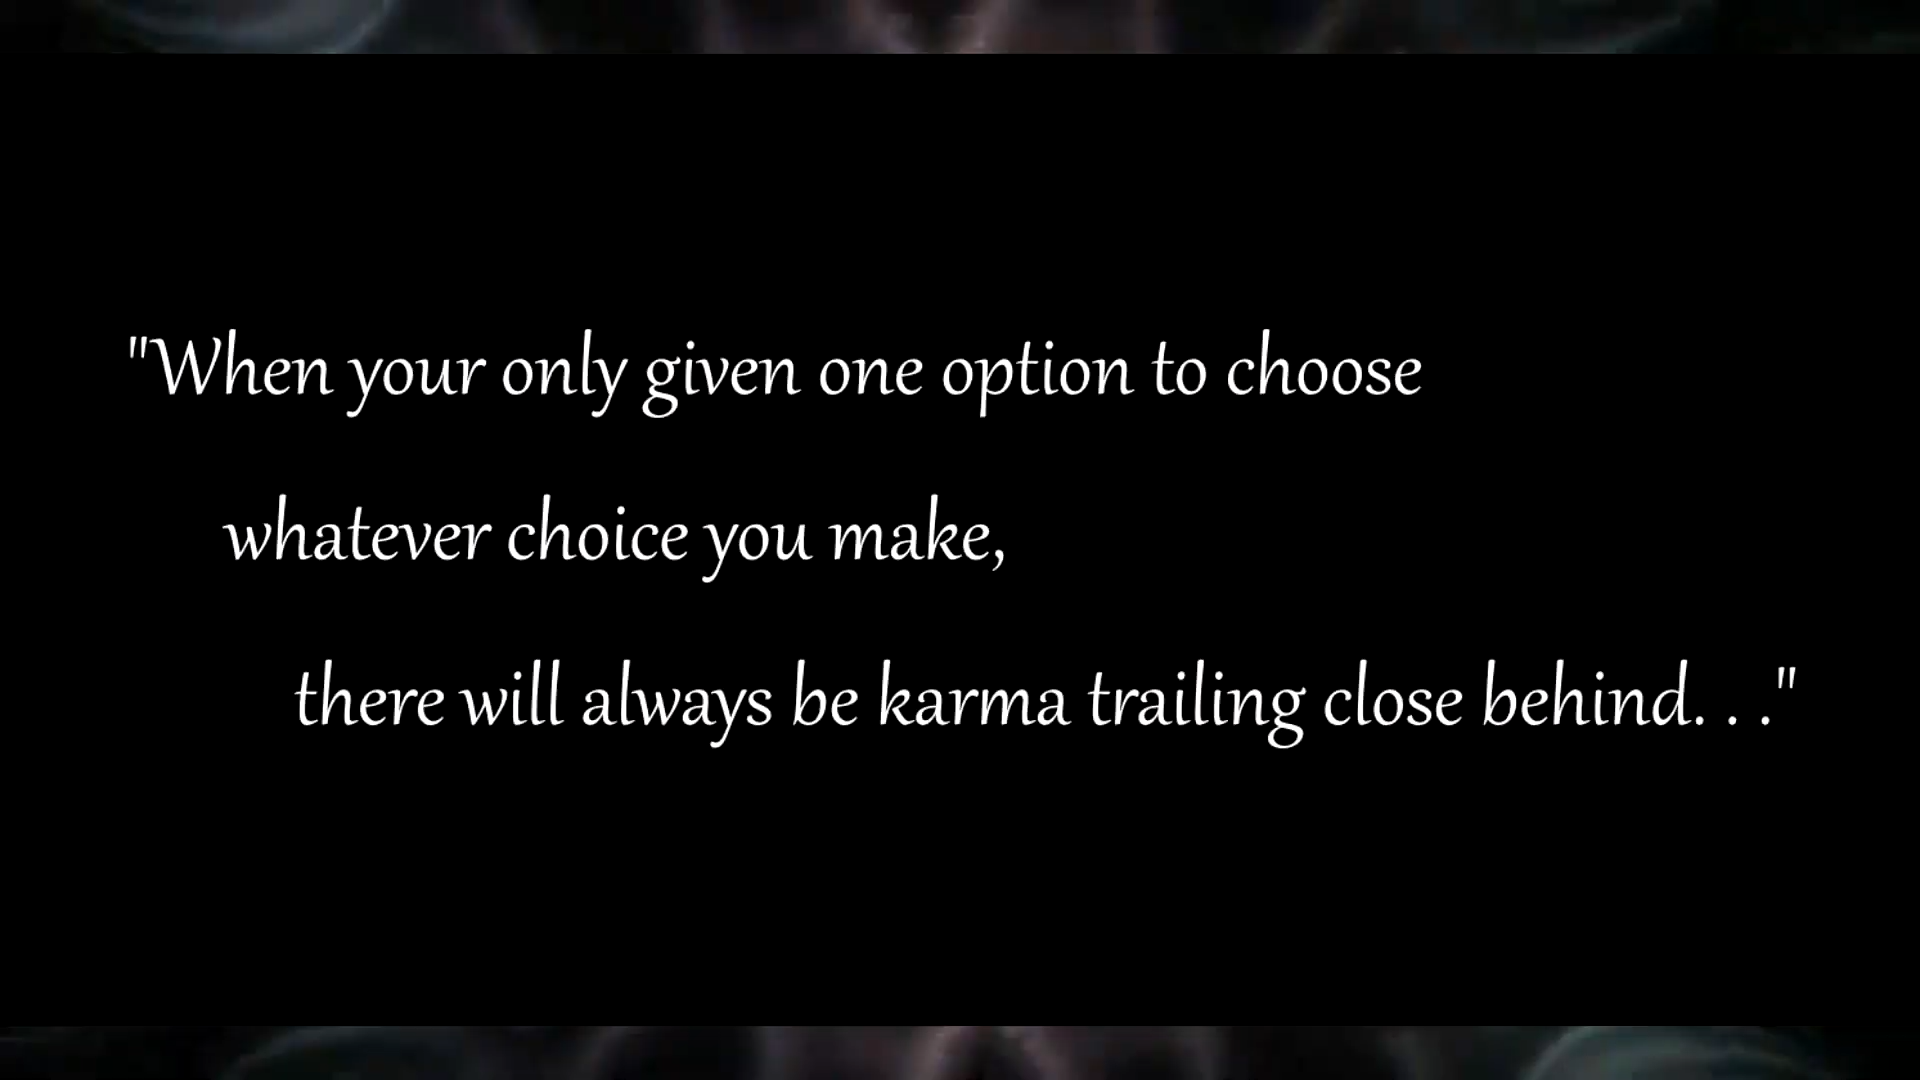 "When your only given one option to choose
whatever choice you make,
there will always be karma trailing close behind. . ."